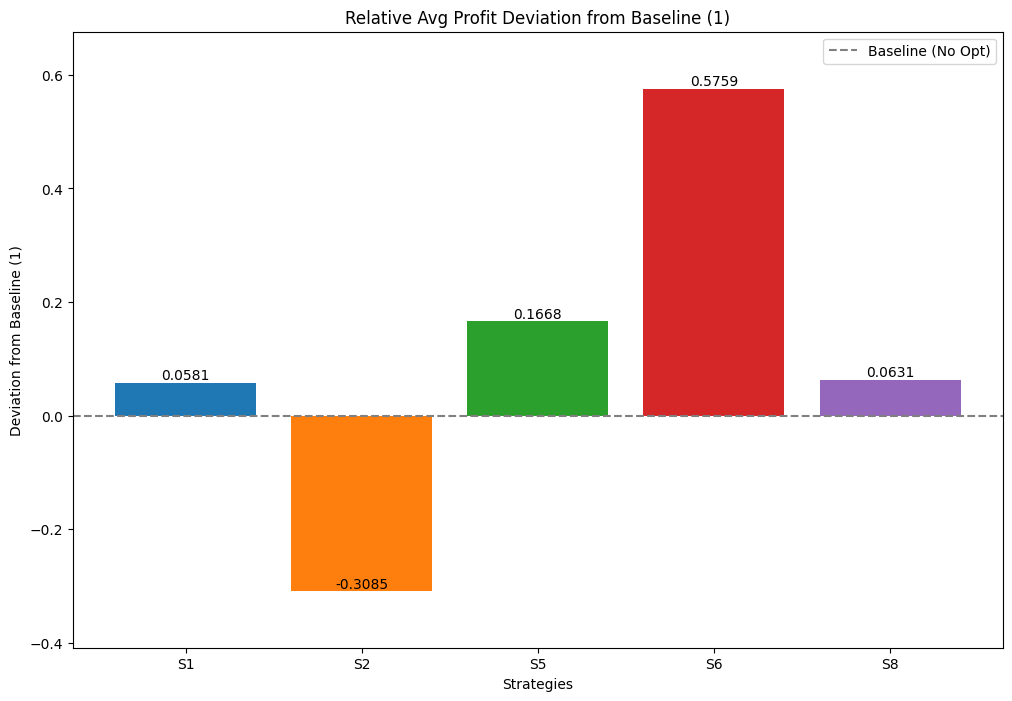 Relative Avg Profit Deviation from Baseline (1)
Baseline (No Opt)
Deviation from Baseline (1)
0.6
0.4
0.2
0.0
−0.2
−0.4
0.0581
-0.3085
0.1668
0.5759
0.0631
S1 S2 S5 S6 S8
Strategies